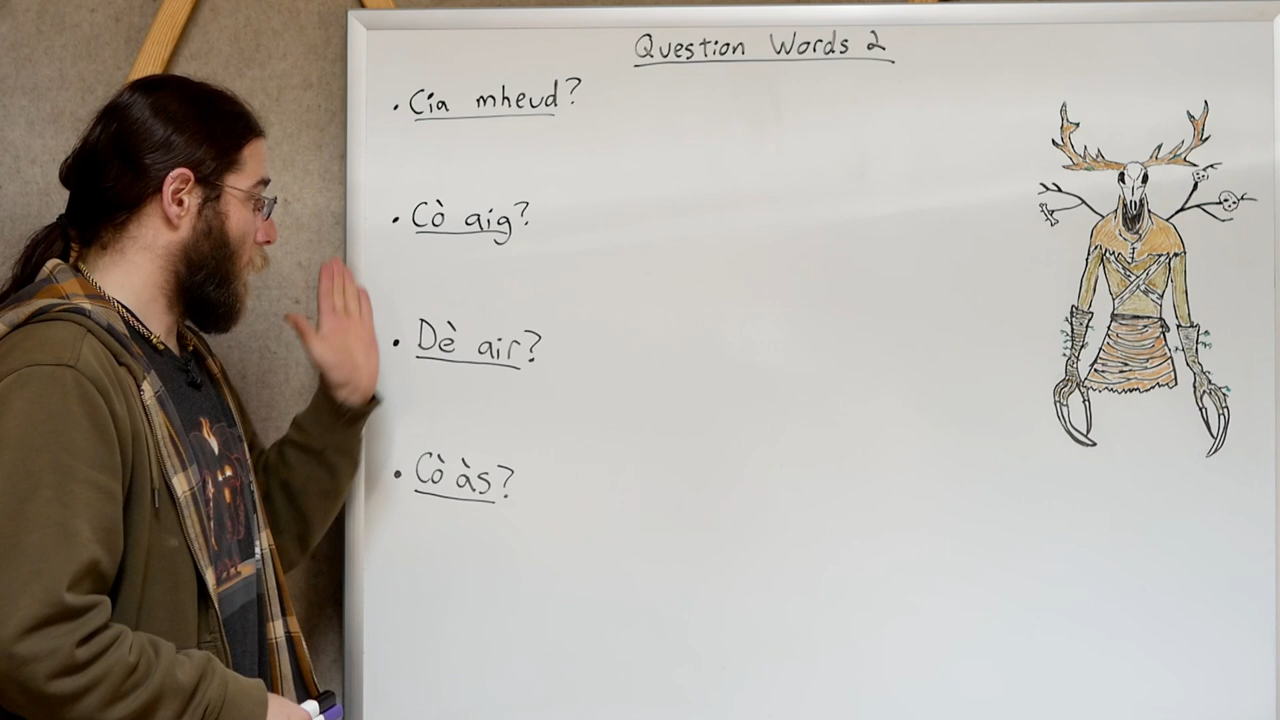 Question Words 2
• Cia mheud?
• Cò aig?
• Dè air?
• Cò às?